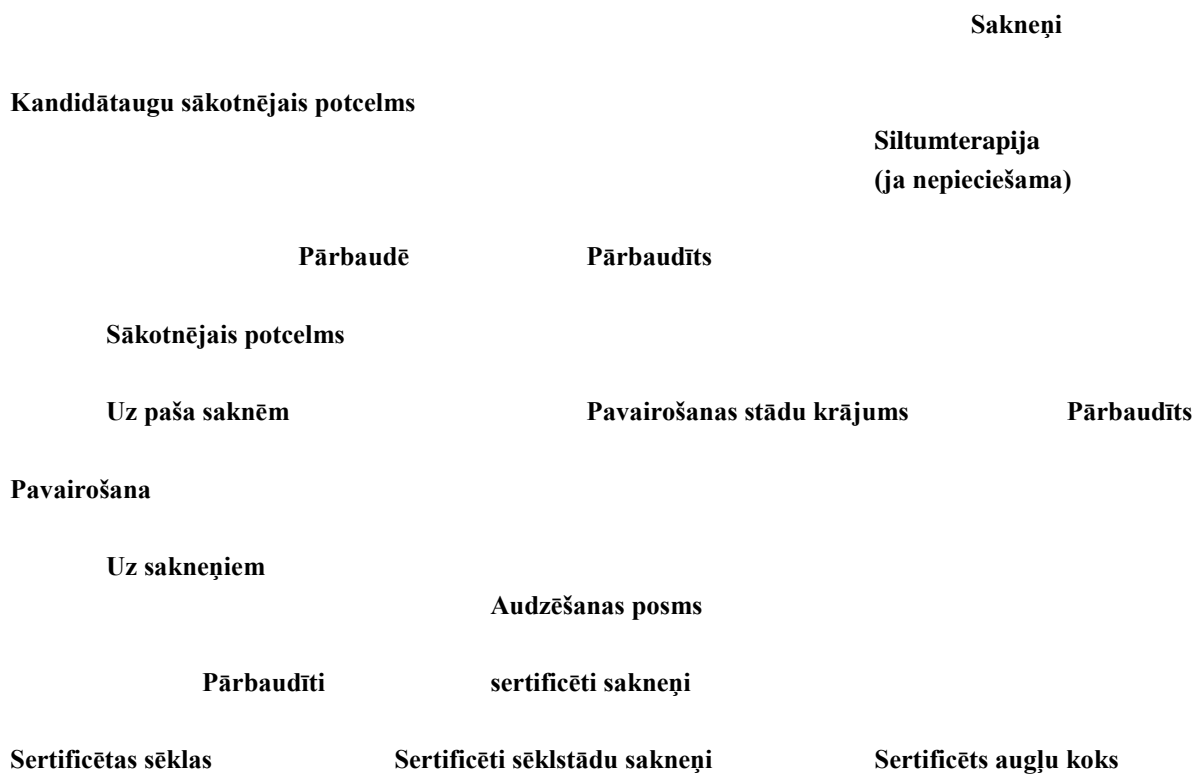 Sakneņi
Kandidātaugu sākotnējais potcelms
Siltumterapija
(ja nepieciešama)
Pārbaudē Pārbaudīts
Sākotnējais potcelms
Uz paša saknēm Pavairošanas stādu krājums Pārbaudīts
Pavairošana
Uz sakneņiem
Audzēšanas posms
Pārbaudīti sertificēti sakneņi
Sertificētas sēklas Sertificēti sēklstādu sakneņi Sertificēts augļu koks